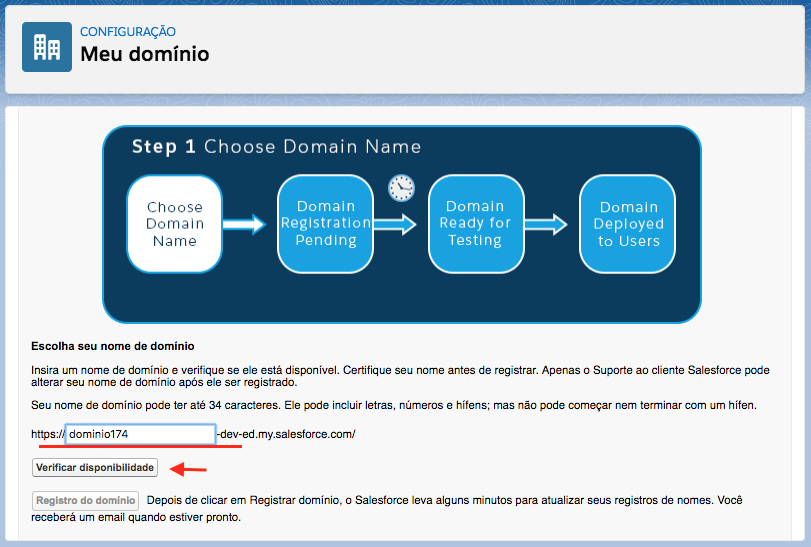 CONFIGURAÇÃO
Meu domínio
Step 1 Choose Domain Name
Choose
Domain
Name
Domain
Registration
Pending
Domain
Ready for
Testing
Domain
Deployed
to Users
Escolha seu nome de domínio
Insira um nome de domínio e verifique se ele está disponível. Certifique seu nome antes de registrar. Apenas o Suporte ao cliente Salesforce pode
alterar seu nome de domínio após ele ser registrado.
Seu nome de domínio pode ter até 34 caracteres. Ele pode incluir letras, números e hífens; mas não pode começar nem terminar com um hífen.
https://dominio174-dev-ed.my.salesforce.com/
Verificar disponibilidade
Registro do domínio Depois de clicar em Registrar domínio, o Salesforce leva alguns minutos para atualizar seus registros de nomes. Você
receberá um email quando estiver pronto.